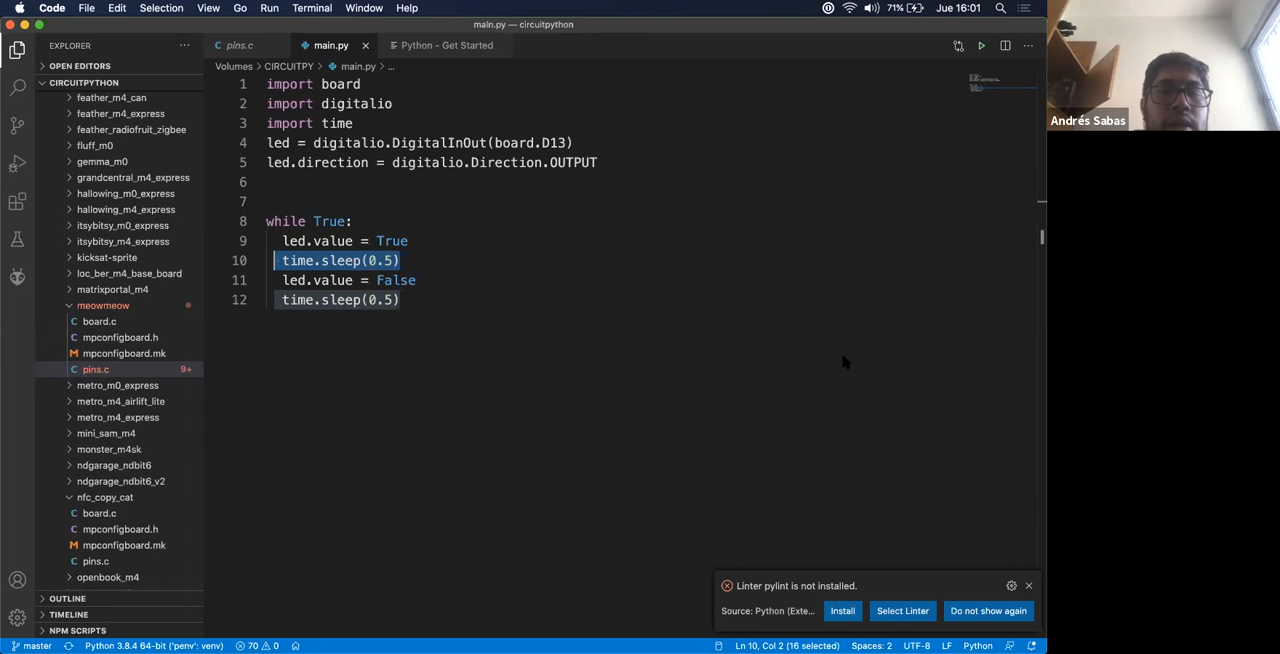 Code File Edit Selection View Go Run Terminal Window Help 71% Jue 16:01
main.py — circuitpython
EXPLORER
OPEN EDITORS
CIRCUITPYTHON
feather_m4_can
feather_m4_express
feather_radiofruit_zigbee
fluff_m0
gemma_m0
grandcentral_m4_express
hallowing_m0_express
hallowing_m4_express
itsybitsy_m0_express
itsybitsy_m4_express
kicksat-sprite
loc_ber_m4_base_board
matrixportal_m4
meowmeow
C board.c
C mpconfigboard.h
M mpconfigboard.mk
C pins.c 9+
metro_m0_express
metro_m4_airlift_lite
metro_m4_express
mini_sam_m4
monster_m4sk
ndgarage_ndbit6
ndgarage_ndbit6_v2
nfc_copy_cat
C board.c
C mpconfigboard.h
M mpconfigboard.mk
C pins.c
openbook_m4
OUTLINE
TIMELINE
NPM SCRIPTS
C pins.c main.py Python - Get Started
Volumes > CIRCUITPY > main.py > ...
1 import board
2 import digitalio
3 import time
4 led = digitalio.DigitalInOut(board.D13)
5 led.direction = digitalio.Direction.OUTPUT
6
7
8 while True:
9 led.value = True
10 time.sleep(0.5)
11 led.value = False
12 time.sleep(0.5)
Linter pylint is not installed.
Source: Python (Exte... Install Select Linter Do not show again
master Python 3.8.4 64-bit ('penv': venv) 70 0 Ln 10, Col 2 (16 selected) Spaces: 2 UTF-8 LF Python
Andrés Sabas